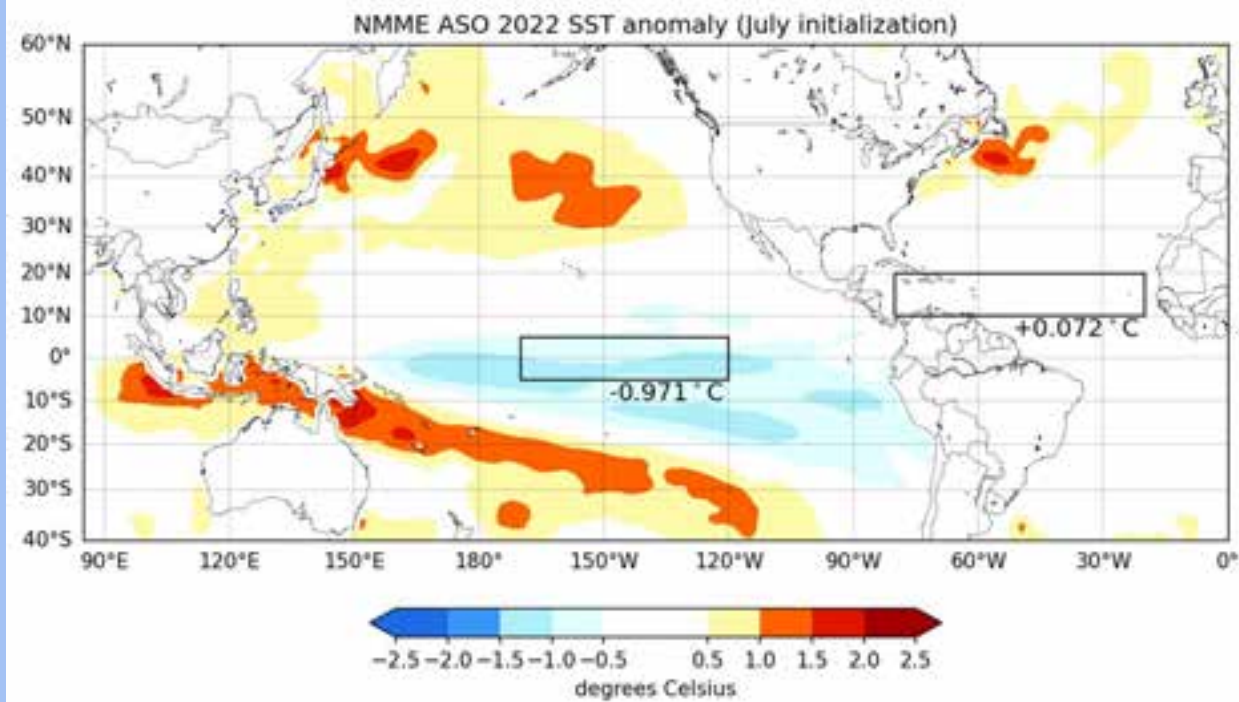 NMME ASO 2022 SST anomaly (July initialization)
60°N
50°N
40°N
30°N
20°N
10°N
+0.072°C
0°
-0.971°C
10°S
20°S
30°S
40°S
90°E 120°E 150°E 180° 150°W 120°W 90°W 60°W 30°W 0°
−2.5 −2.0 −1.5 −1.0 −0.5 0.5 1.0 1.5 2.0 2.5
degrees Celsius